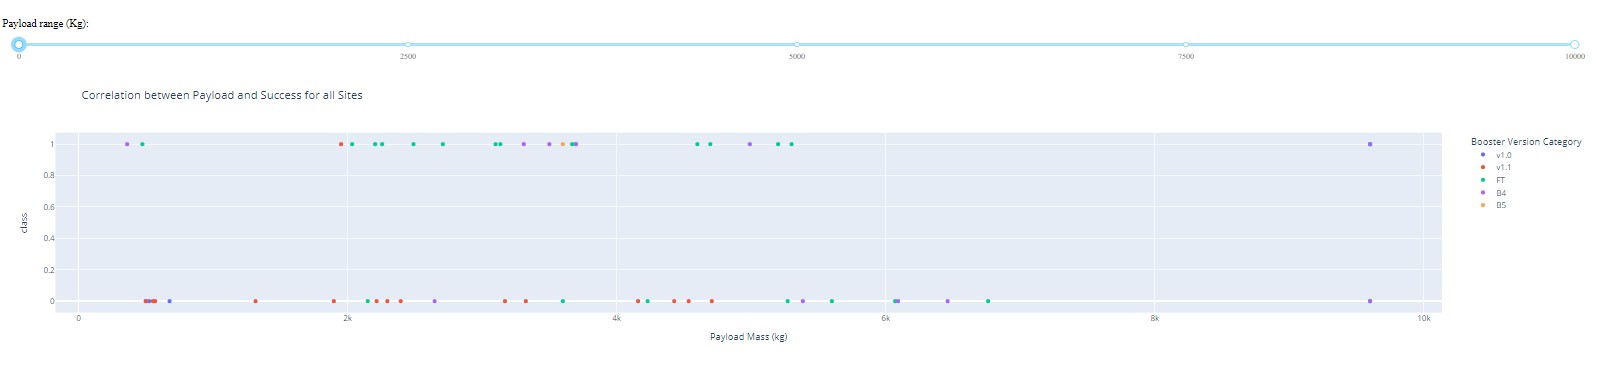 Payload range (Kg):
0 2500 5000 7500 10000
Correlation between Payload and Success for all Sites
Booster Version Category
v1.0
v1.1
FT
B4
B5
1
0.8
0.6
0.4
0.2
0
class
0 2k 4k 6k 8k 10k
Payload Mass (kg)